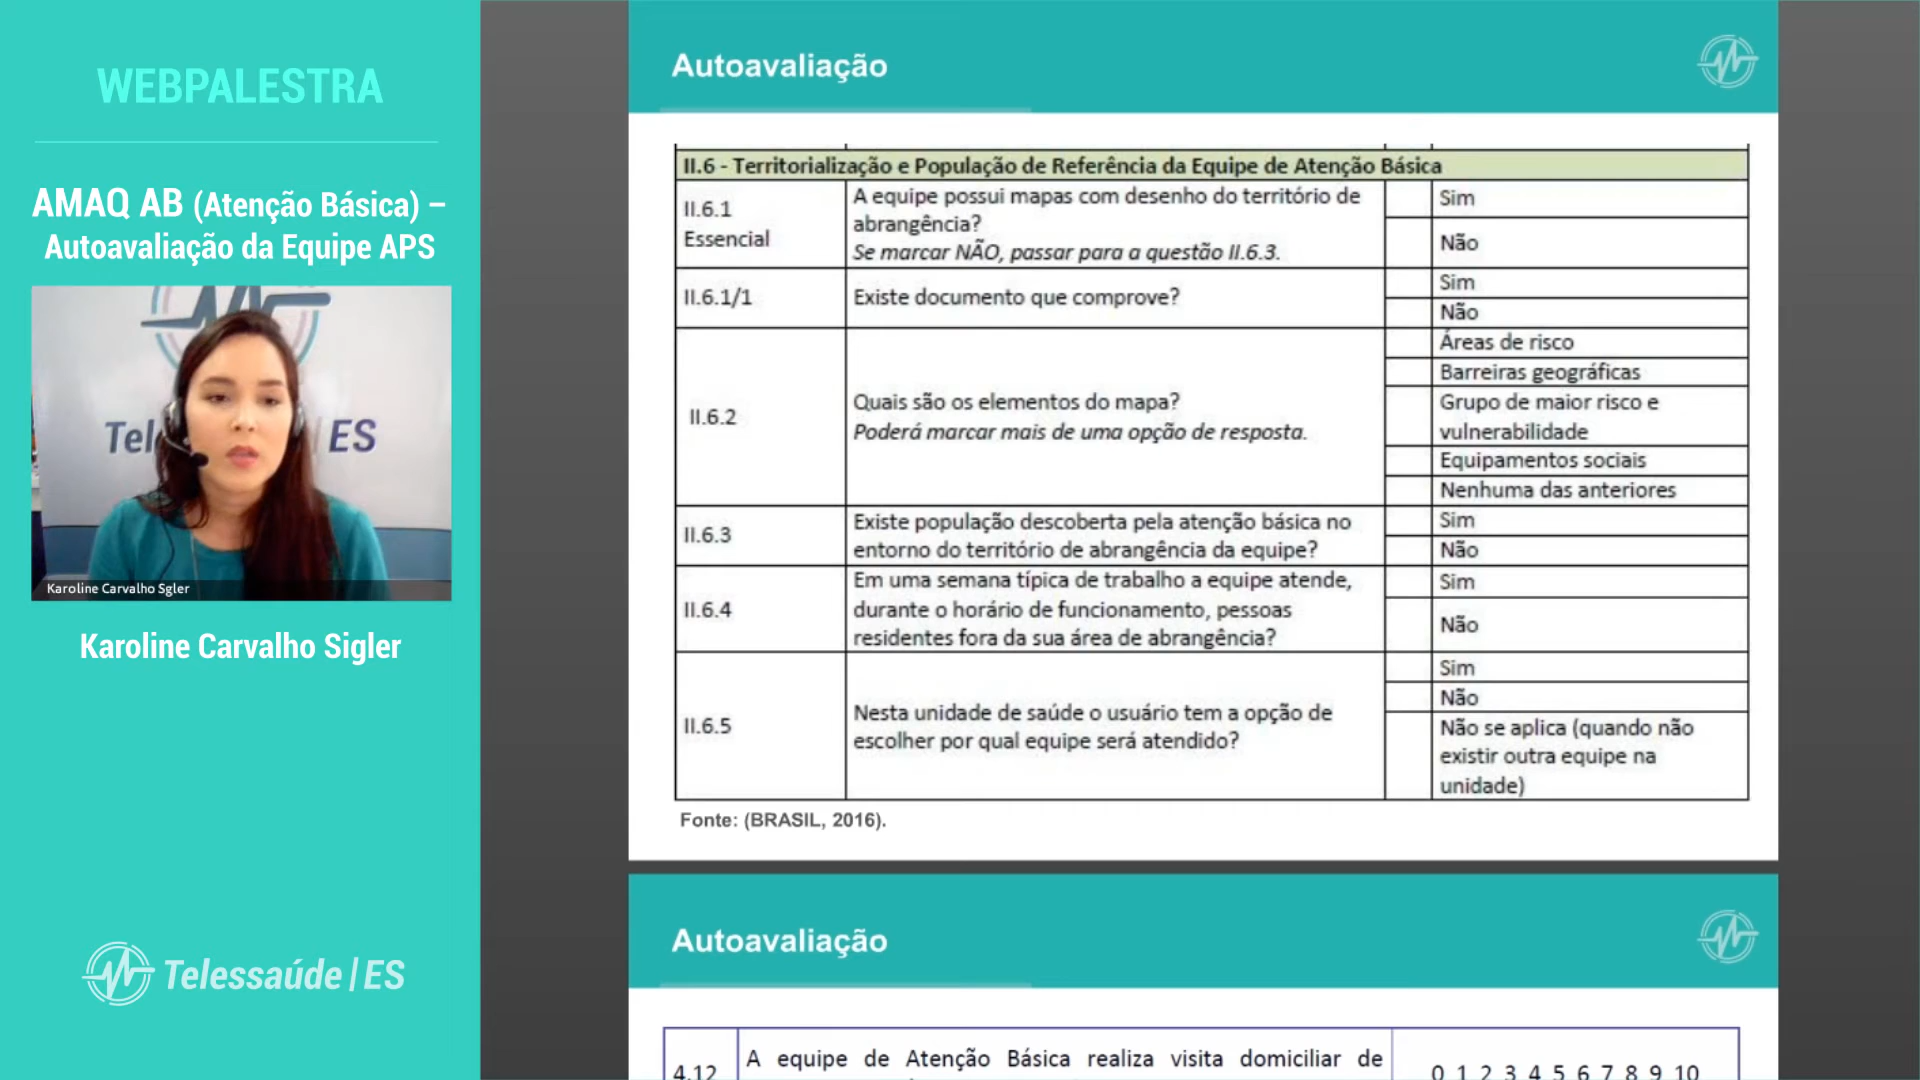 WEBPALESTRA
AMAQ AB (Atenção Básica) –
Autoavaliação da Equipe APS
Tel
ES
Karoline Carvalho Sgler
Karoline Carvalho Sigler
Telessaúde|ES
Autoavaliação
II.6 - Territorialização e População de Referência da Equipe de Atenção Básica
II.6.1
Essencial
A equipe possui mapas com desenho do território de
abrangência?
Se marcar NÃO, passar para a questão II.6.3.
Sim
Não
II.6.1/1
Existe documento que comprove?
Sim
Não
II.6.2
Quais são os elementos do mapa?
Poderá marcar mais de uma opção de resposta.
Áreas de risco
Barreiras geográficas
Grupo de maior risco e
vulnerabilidade
Equipamentos sociais
Nenhuma das anteriores
II.6.3
Existe população descoberta pela atenção básica no
entorno do território de abrangência da equipe?
Sim
Não
II.6.4
Em uma semana típica de trabalho a equipe atende,
durante o horário de funcionamento, pessoas
residentes fora da sua área de abrangência?
Sim
Não
II.6.5
Nesta unidade de saúde o usuário tem a opção de
escolher por qual equipe será atendido?
Sim
Não
Não se aplica (quando não
existir outra equipe na
unidade)
Fonte: (BRASIL, 2016).
Autoavaliação
4.12
A equipe de Atenção Básica realiza visita domiciliar de
0 1 2 3 4 5 6 7 8 9 10